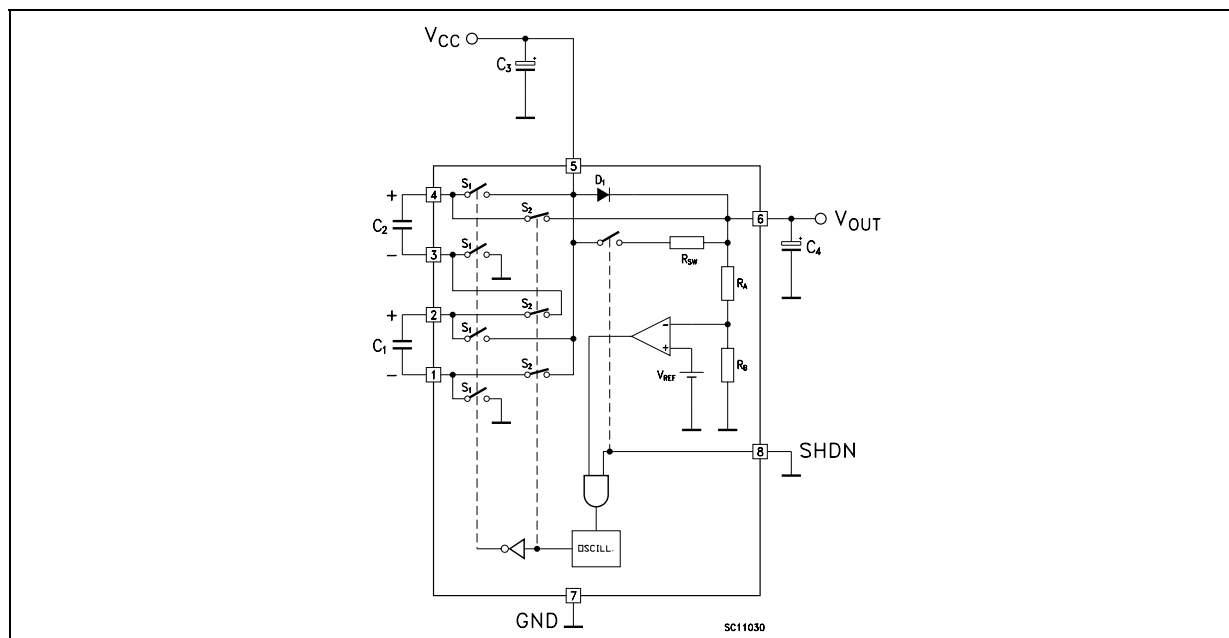 VCC
C3
+
5
4
S1
D1
+
S2
6
VOUT
C2
+
C4
S1
RSW
3
−
RA
S2
2
+
S1
-
+
C1
VREF
RB
S2
1
−
S1
8
SHDN
OSCILL.
7
GND
SC11030